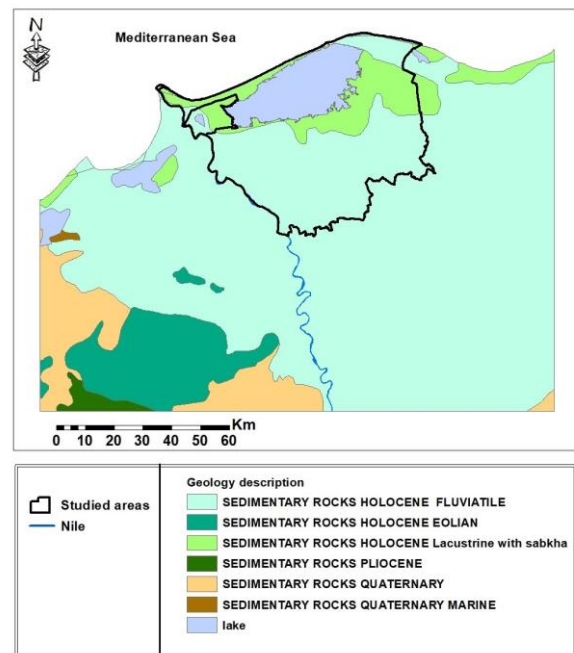 N
Mediterranean Sea
Km
0 5 10 20 30 40 50 60
Geology description
Studied areas
Nile
SEDIMENTARY ROCKS HOLOCENE FLUVIATILE
SEDIMENTARY ROCKS HOLOCENE EOLIAN
SEDIMENTARY ROCKS HOLOCENE Lacustrine with sabkha
SEDIMENTARY ROCKS PLIOCENE
SEDIMENTARY ROCKS QUATERNARY
SEDIMENTARY ROCKS QUATERNARY MARINE
lake